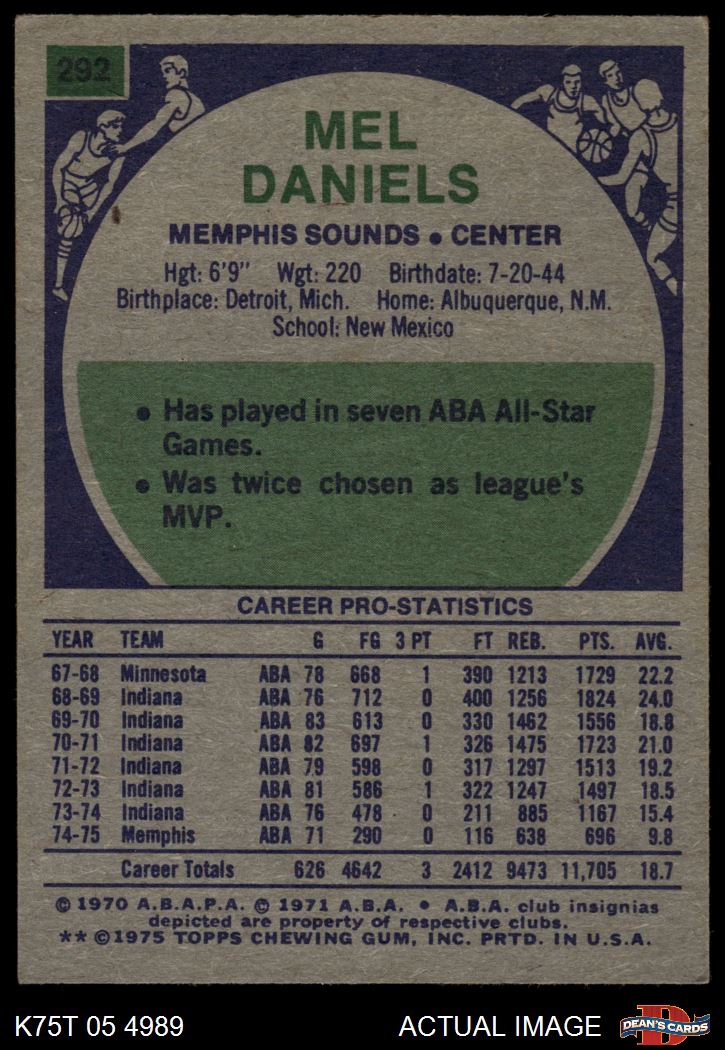 292
MEL
DANIELS
MEMPHIS SOUNDS • CENTER
Hgt: 6'9" Wgt: 220 Birthdate: 7-20-44
Birthplace: Detroit, Mich. Home: Albuquerque, N.M.
School: New Mexico
• Has played in seven ABA All-Star
Games.
• Was twice chosen as league's
MVP.
CAREER PRO-STATISTICS
YEAR TEAM G FG 3 PT FT REB. PTS. AVG.
67-68 Minnesota ABA 78 668 1 390 1213 1729 22.2
68-69 Indiana ABA 76 712 0 400 1256 1824 24.0
69-70 Indiana ABA 83 613 0 330 1462 1556 18.8
70-71 Indiana ABA 82 697 1 326 1475 1723 21.0
71-72 Indiana ABA 79 598 0 317 1297 1513 19.2
72-73 Indiana ABA 81 586 1 322 1247 1497 18.5
73-74 Indiana ABA 76 478 0 211 885 1167 15.4
74-75 Memphis ABA 71 290 0 116 638 696 9.8
Career Totals 626 4642 3 2412 9473 11,705 18.7
© 1970 A.B.A.P.A. © 1971 A.B.A. • A.B.A. club insignias
depicted are property of respective clubs.
** ©1975 TOPPS CHEWING GUM, INC. PRTD. IN U.S.A.
K75T 05 4989 ACTUAL IMAGE
D
DEAN'S CARDS